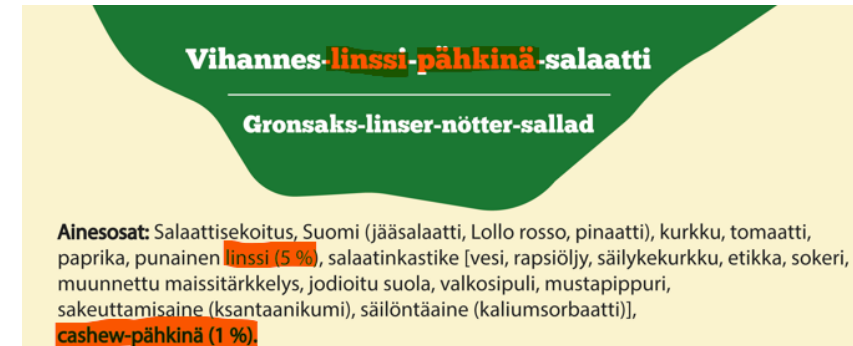 Vihannes-linssi-pähkinä-salaatti
Gronsaks-linser-nötter-sallad
Ainesosat: Salaattisekoitus, Suomi (jääsalaatti, Lollo rosso, pinaatti), kurkku, tomaatti,
paprika, punainen linssi (5 %), salaatinkastike [vesi, rapsiöljy, säilykekurkku, etikka, sokeri,
muunnettu maissitärkkelys, jodioitu suola, valkosipuli, mustapippuri,
sakeuttamisaine (ksantaanikumi), säilöntäaine (kaliumsorbaatti)],
cashew-pähkinä (1 %).